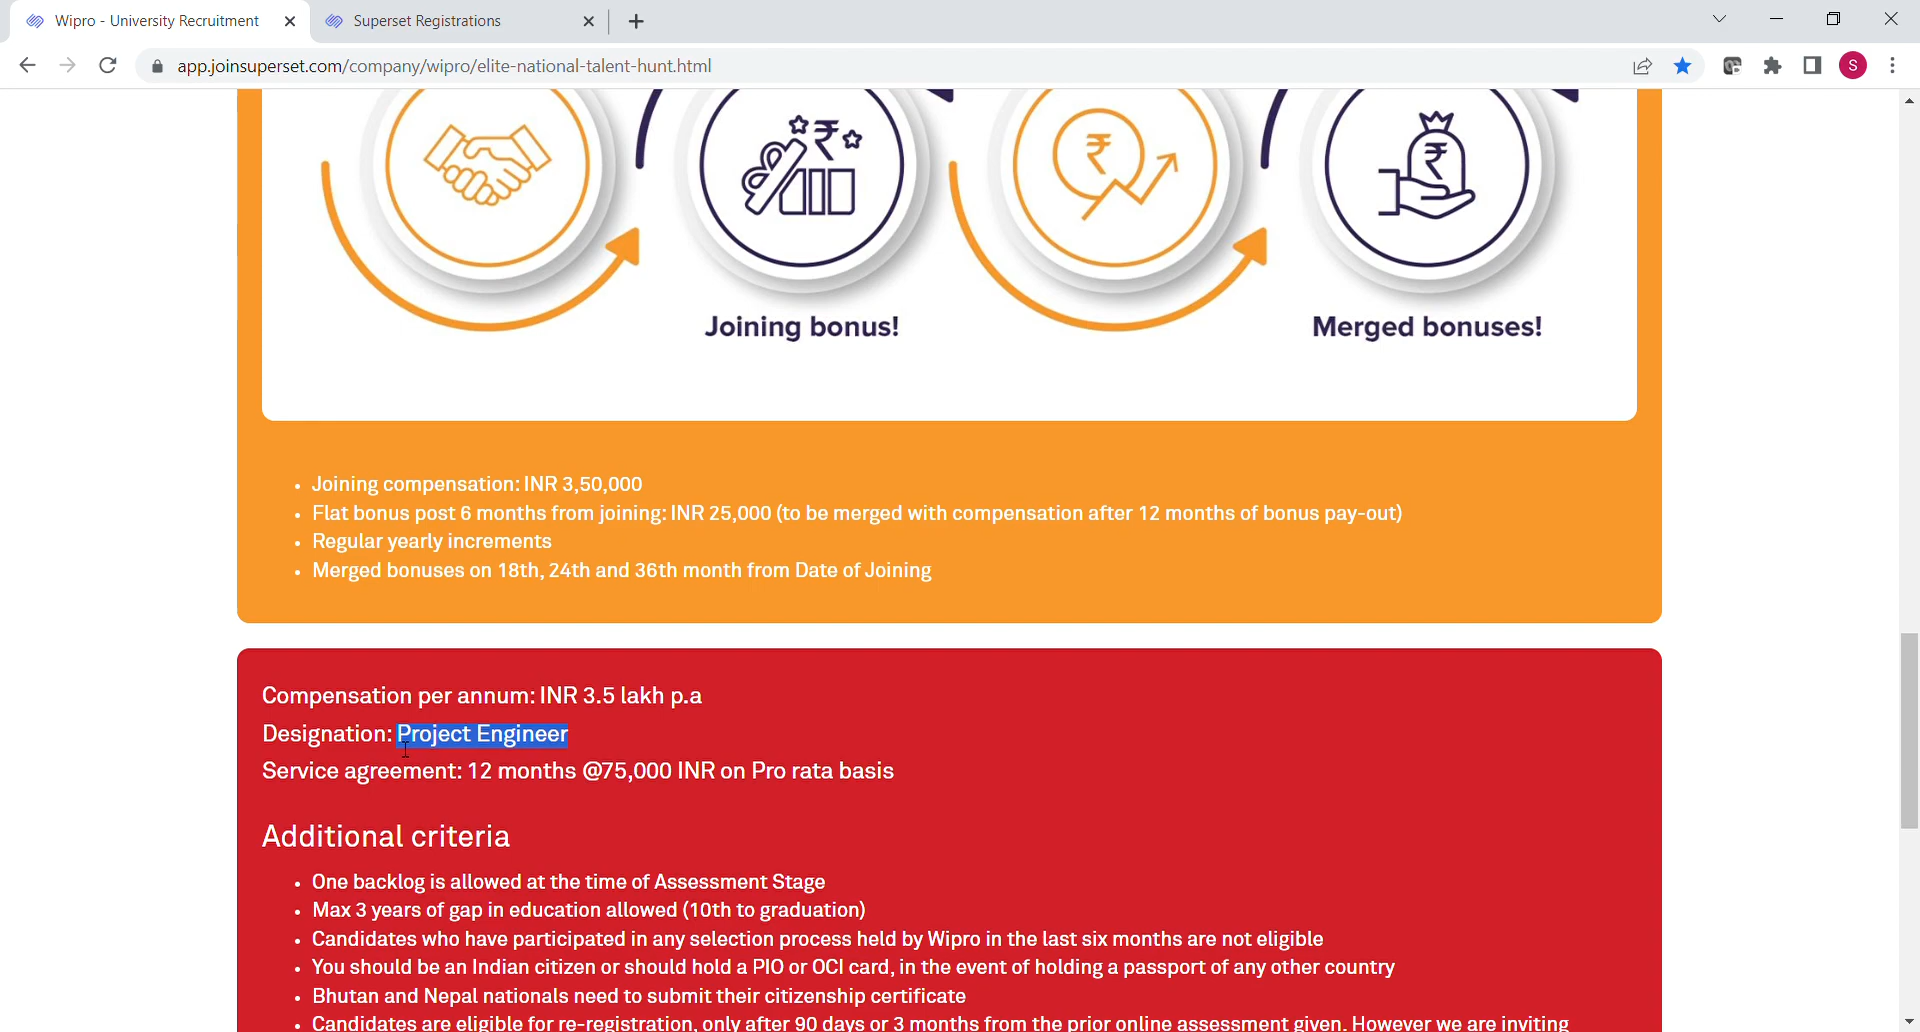 Wipro - University Recruitment
Superset Registrations
app.joinsuperset.com/company/wipro/elite-national-talent-hunt.html
S
₹
₹
₹
Joining bonus!
Merged bonuses!
• Joining compensation: INR 3,50,000
• Flat bonus post 6 months from joining: INR 25,000 (to be merged with compensation after 12 months of bonus pay-out)
• Regular yearly increments
• Merged bonuses on 18th, 24th and 36th month from Date of Joining
Compensation per annum: INR 3.5 lakh p.a
Designation: Project Engineer
Service agreement: 12 months @75,000 INR on Pro rata basis
Additional criteria
• One backlog is allowed at the time of Assessment Stage
• Max 3 years of gap in education allowed (10th to graduation)
• Candidates who have participated in any selection process held by Wipro in the last six months are not eligible
• You should be an Indian citizen or should hold a PIO or OCI card, in the event of holding a passport of any other country
• Bhutan and Nepal nationals need to submit their citizenship certificate
• Candidates are eligible for re-registration, only after 90 days or 3 months from the prior online assessment given. However we are inviting